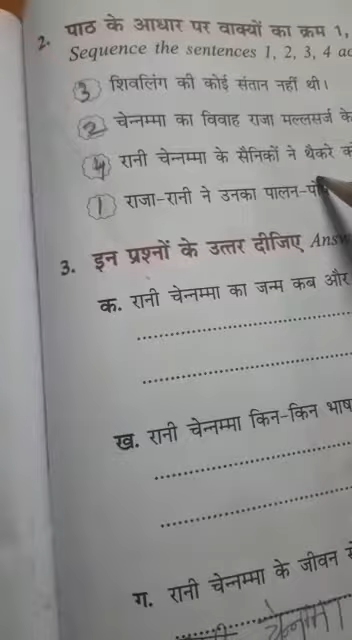 2. पाठ के आधार पर वाक्यों का क्रम 1,
Sequence the sentences 1, 2, 3, 4 ac
3 शिवलिंग की कोई संतान नहीं थी।
2 चेन्नम्मा का विवाह राजा मल्लसर्ज के
4 रानी चेन्नम्मा के सैनिकों ने थैकरे
1 राजा-रानी ने उनका पालन-
3. इन प्रश्नों के उत्तर दीजिए Answ
क. रानी चेन्नम्मा का जन्म कब और
ख. रानी चेन्नम्मा किन-किन भाष
ग. रानी चेन्नम्मा के जीवन